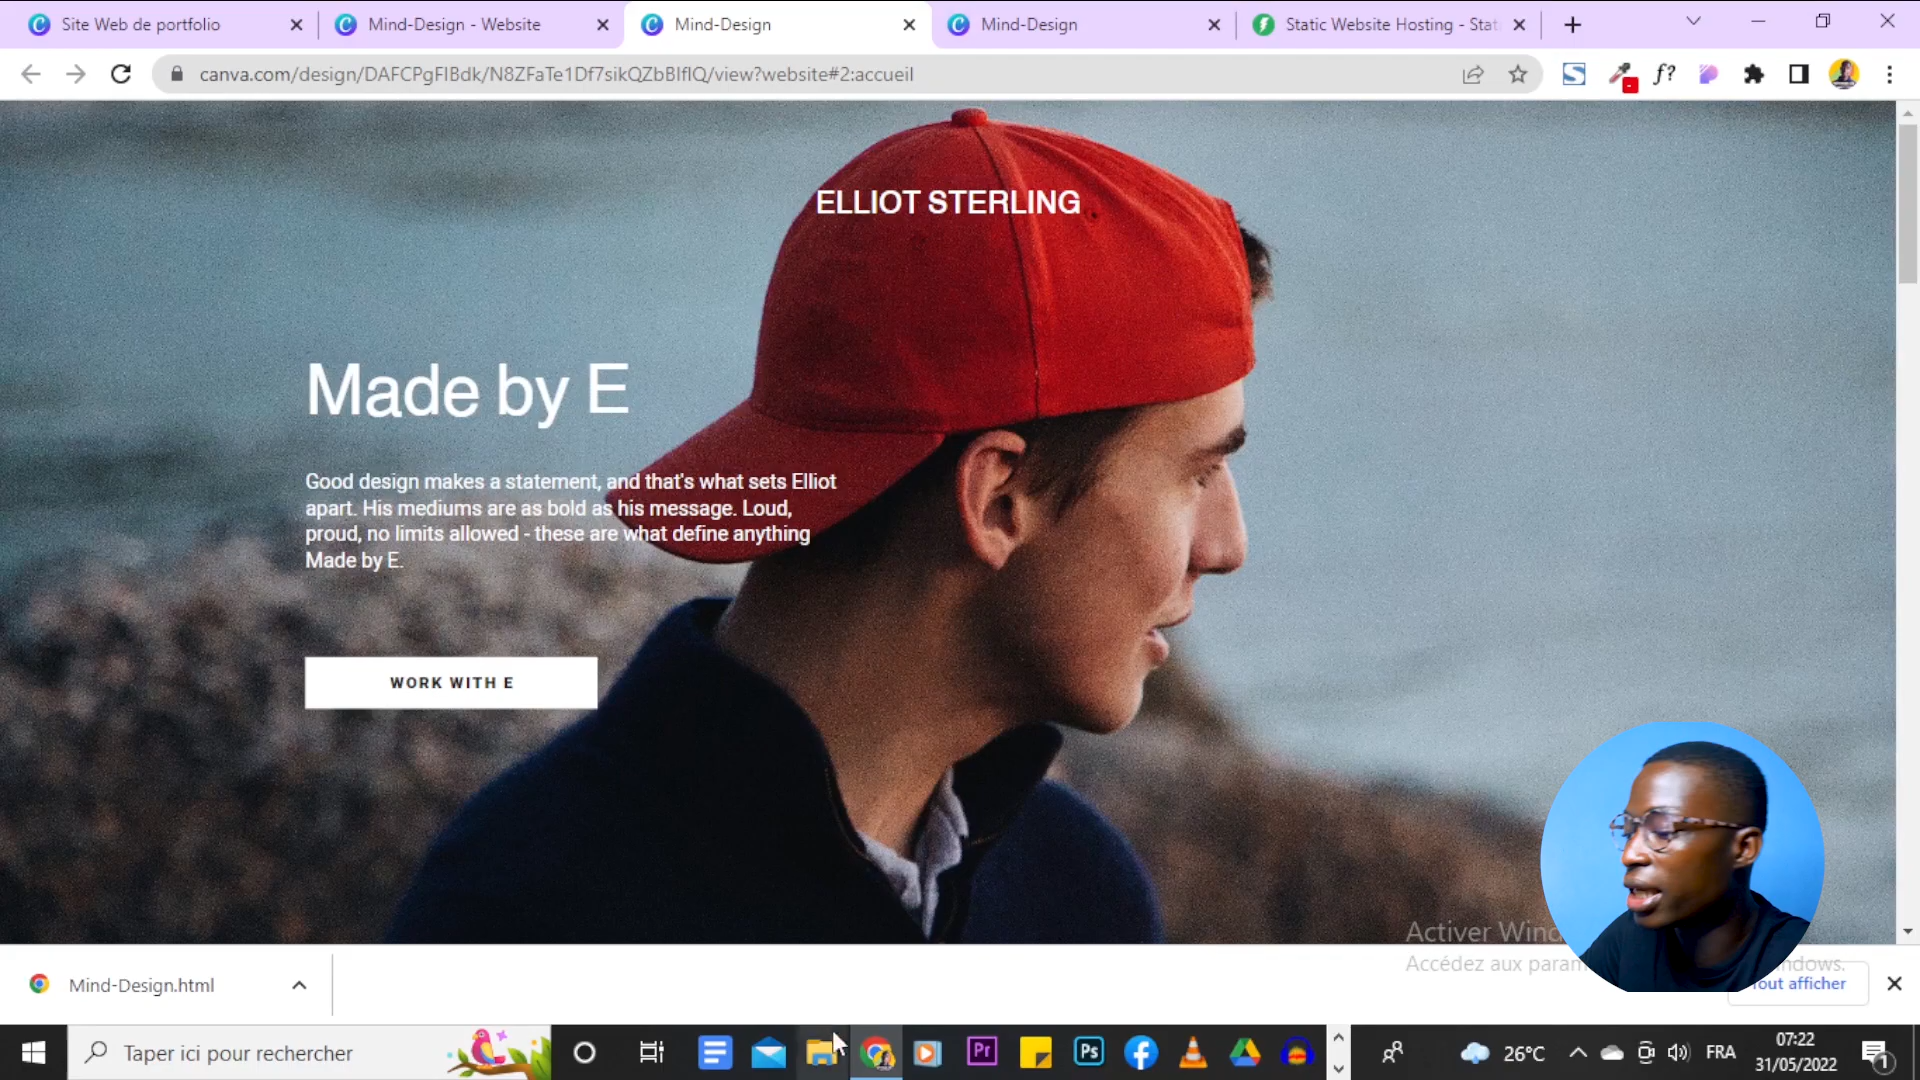 Site Web de portfolio
Mind-Design - Website
Mind-Design
Mind-Design
Static Website Hosting - Stat
canva.com/design/DAFCPgFIBdk/N8ZFaTe1Df7sikQZbBIfIQ/view?website#2:accueil
f?
ELLIOT STERLING
Made by E
Good design makes a statement, and that's what sets Elliot
apart. His mediums are as bold as his message. Loud,
proud, no limits allowed - these are what define anything
Made by E.
WORK WITH E
Activer Wind
Accédez aux param
ndows.
Mind-Design.html
Tout afficher
Taper ici pour rechercher
Pr
Ps
26°C
FRA
07:22
31/05/2022
1